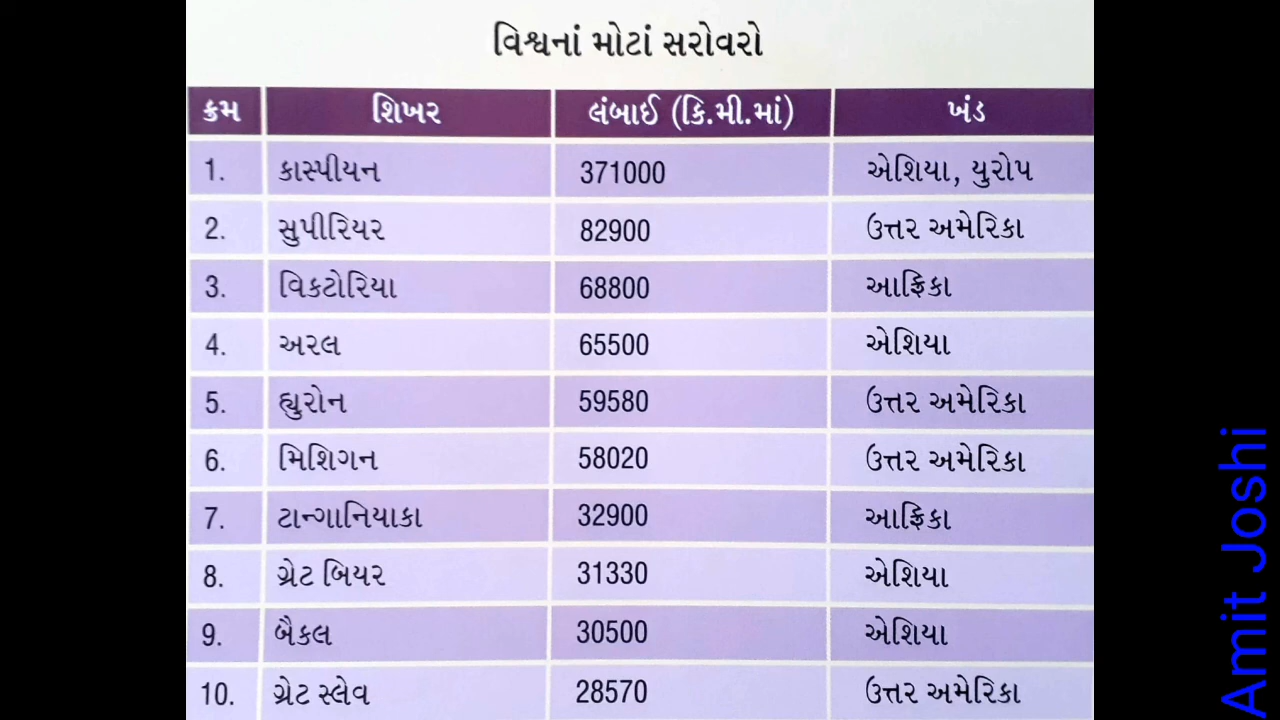 વિશ્વનાં મોટાં સરોવરો
ક્રમ શિખર લંબાઈ (કિ.મી.માં) ખંડ
1. કાસ્પીયન 371000 એશિયા, યુરોપ
2. સુપીરિયર 82900 ઉત્તર અમેરિકા
3. વિકટોરિયા 68800 આફ્રિકા
4. અરલ 65500 એશિયા
5. હ્યુરોન 59580 ઉત્તર અમેરિકા
6. મિશિગન 58020 ઉત્તર અમેરિકા
7. ટાન્ગાનિયાકા 32900 આફ્રિકા
8. ગ્રેટ બિયર 31330 એશિયા
9. બૈકલ 30500 એશિયા
10. ગ્રેટ સ્લેવ 28570 ઉત્તર અમેરિકા
Amit Joshi